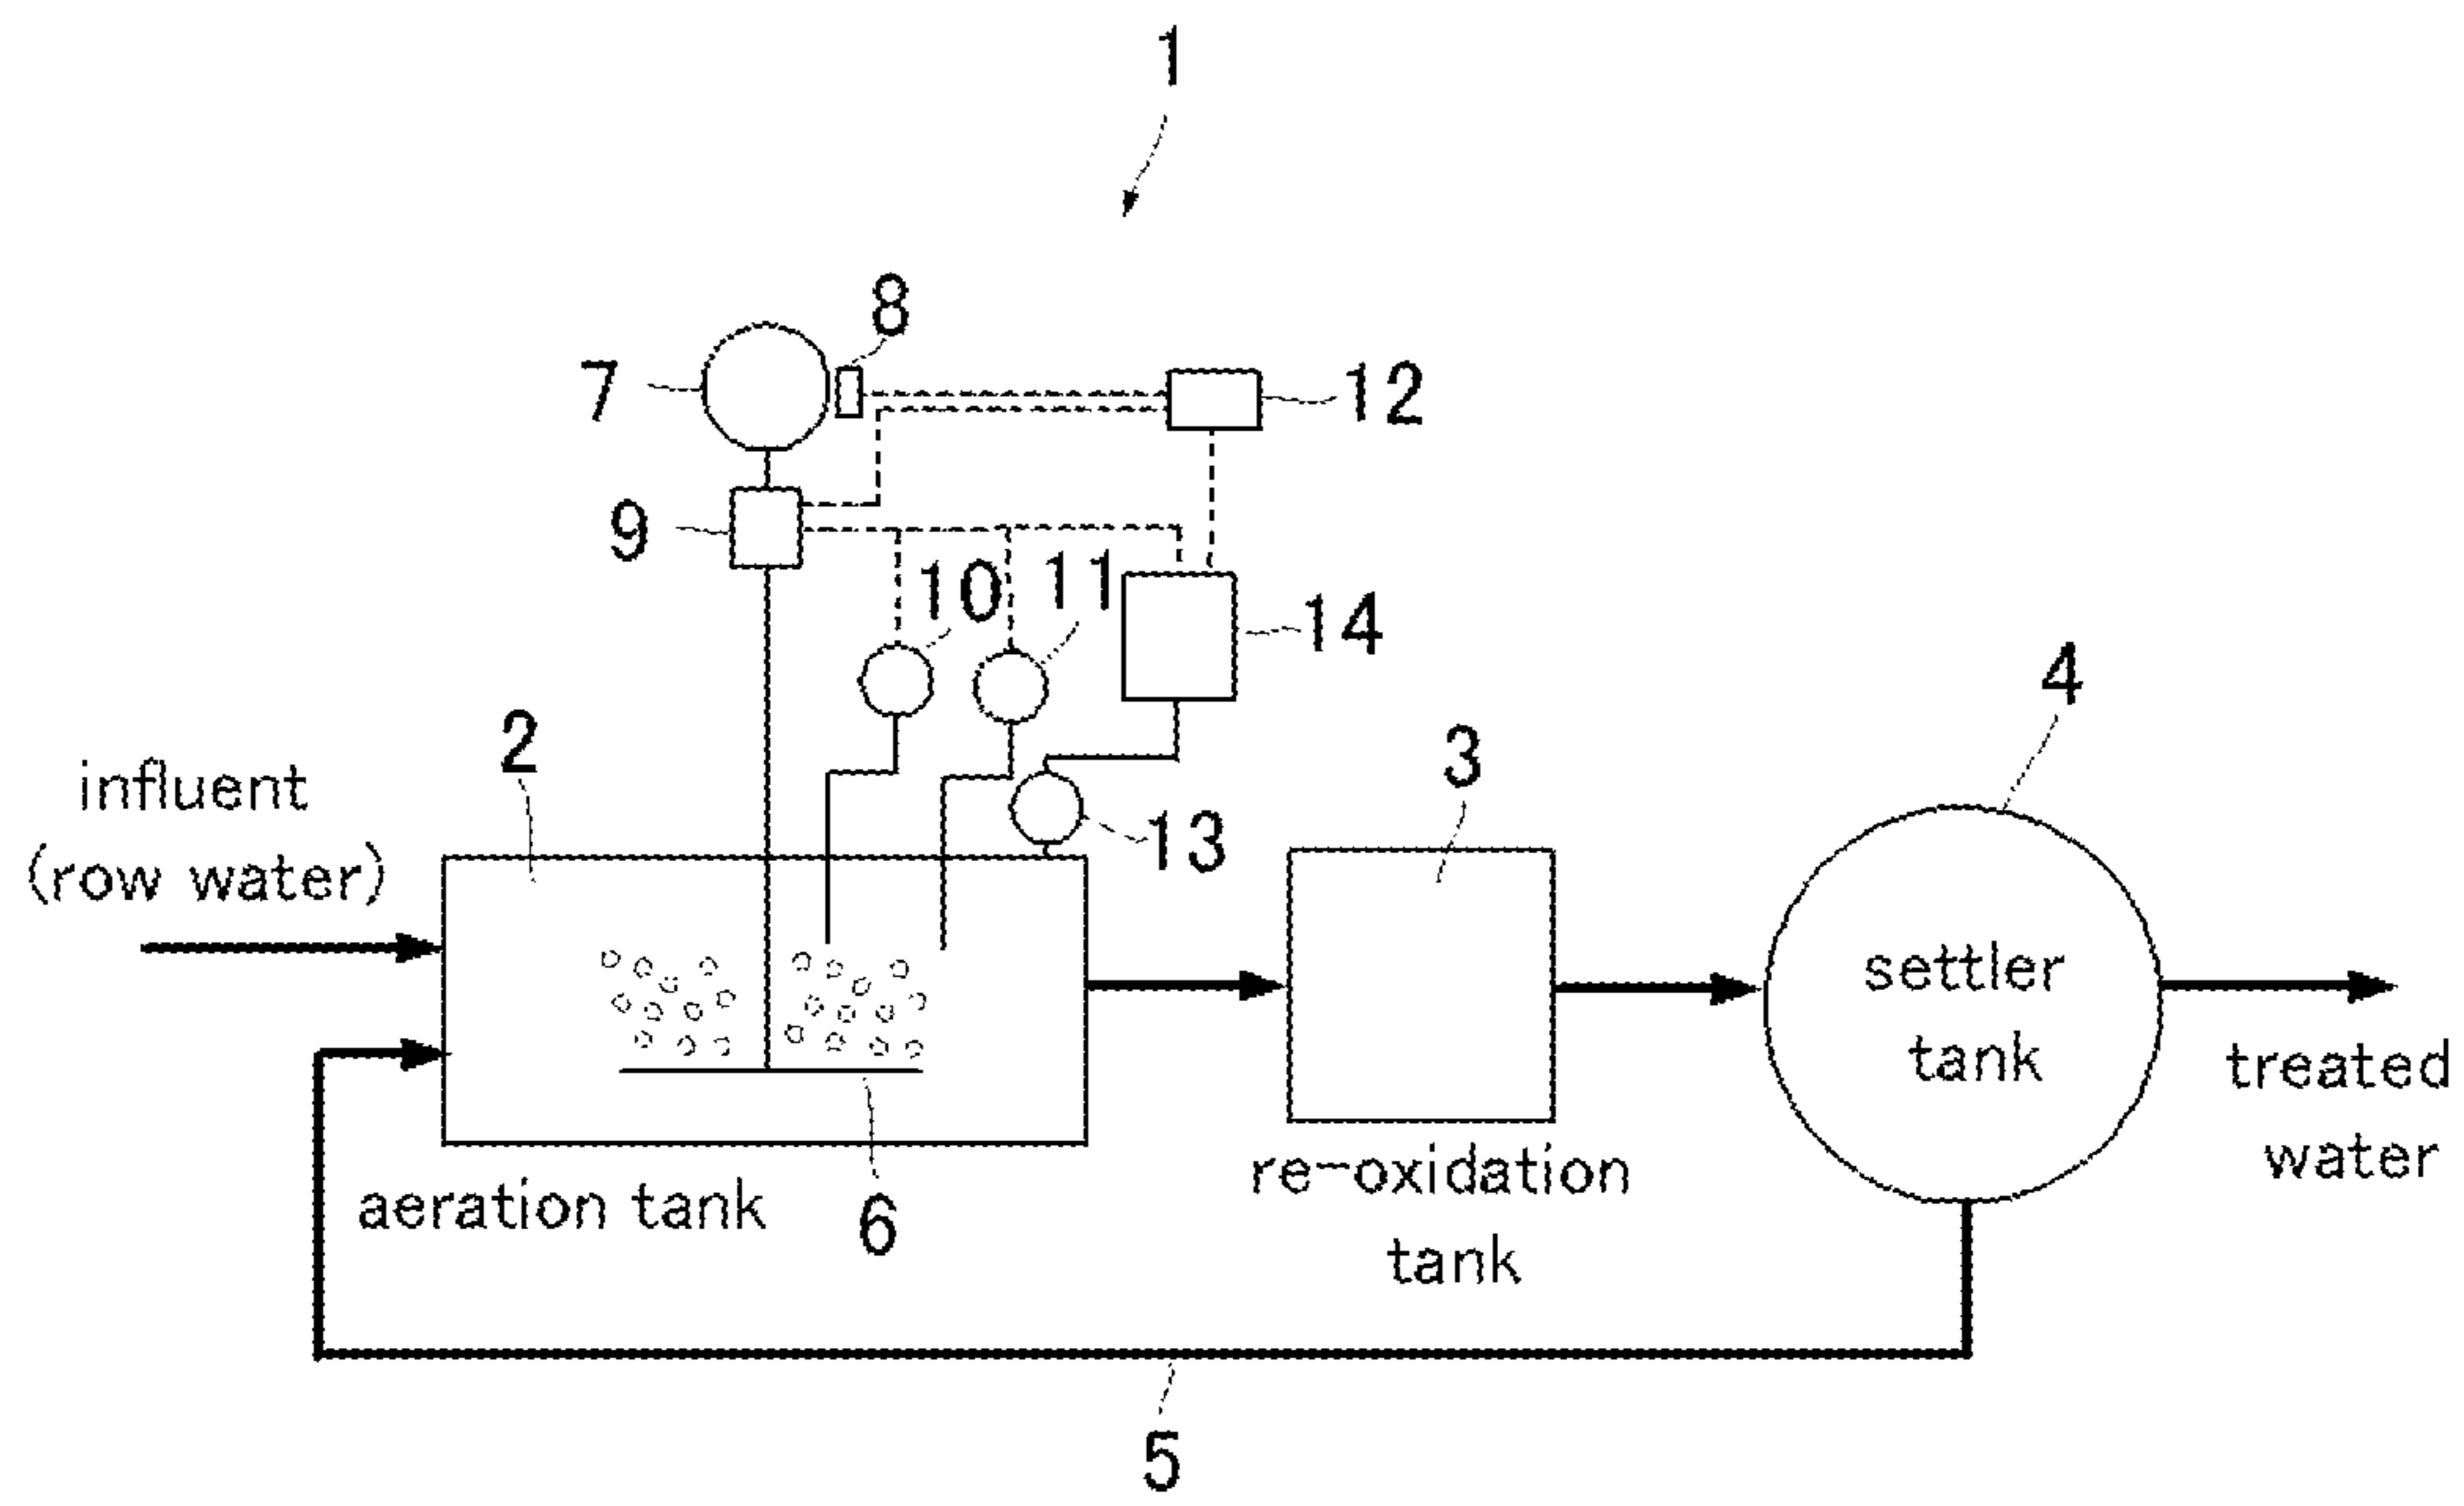 1
8
7
12
9
10
11
14
4
2
3
influent
(row water)
13
settler
tank
treated
water
re-oxidation
tank
aeration tank
6
5